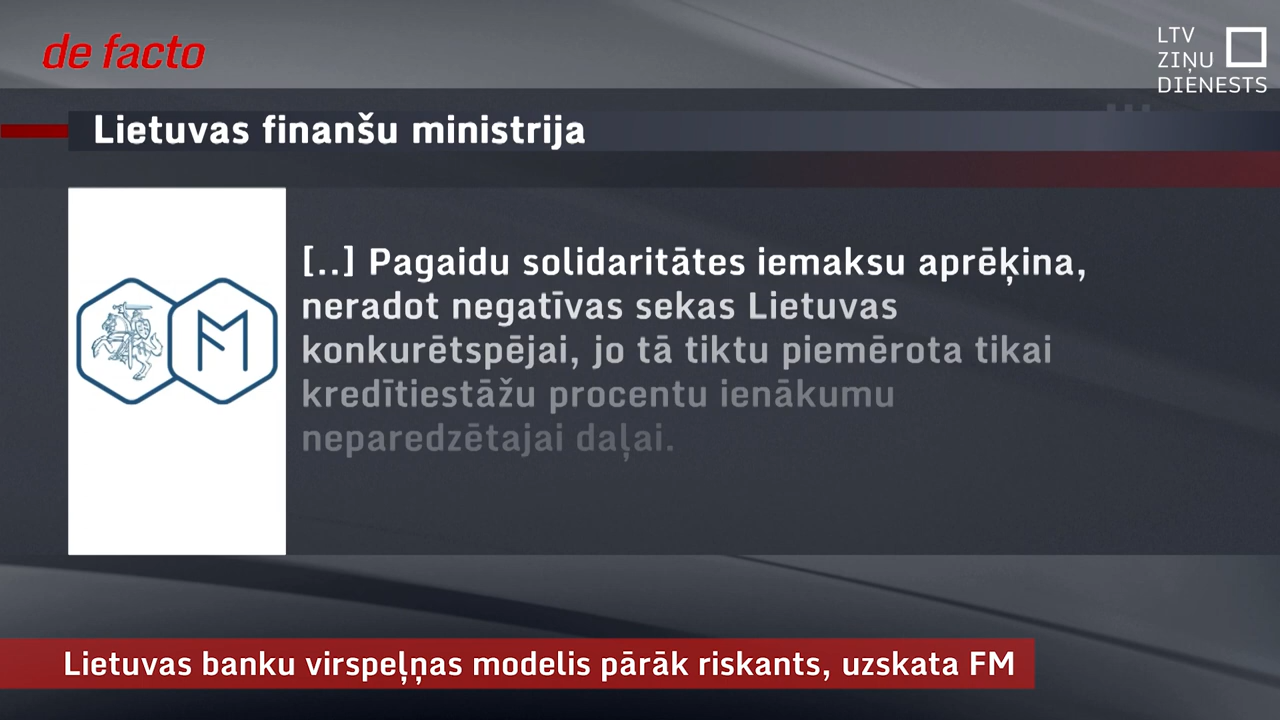 de facto
LTV
ZIŅU
DIENESTS
Lietuvas finanšu ministrija
[..] Pagaidu solidaritātes iemaksu aprēķina,
neradot negatīvas sekas Lietuvas
konkurētspējai, jo tā tiktu piemērota tikai
kredītiestāžu procentu ienākumu
neparedzētajai daļai.
Lietuvas banku virspeļņas modelis pārāk riskants, uzskata FM